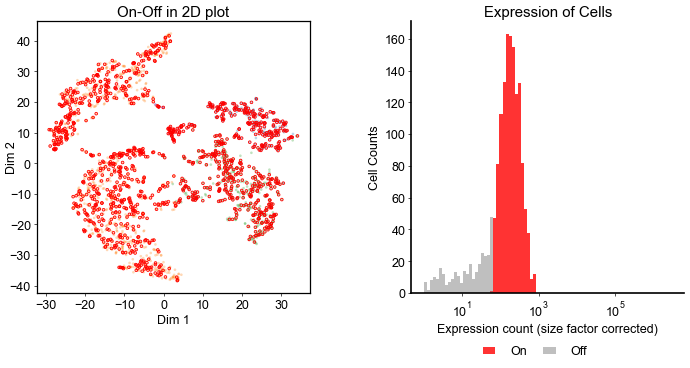 On-Off in 2D plot
40
30
20
10
0
−10
−20
−30
−40
Dim 2
−30 −20 −10 0 10 20 30
Dim 1
Expression of Cells
160
140
120
100
80
60
40
20
0
Cell Counts
10^1 10^3 10^5
Expression count (size factor corrected)
On Off